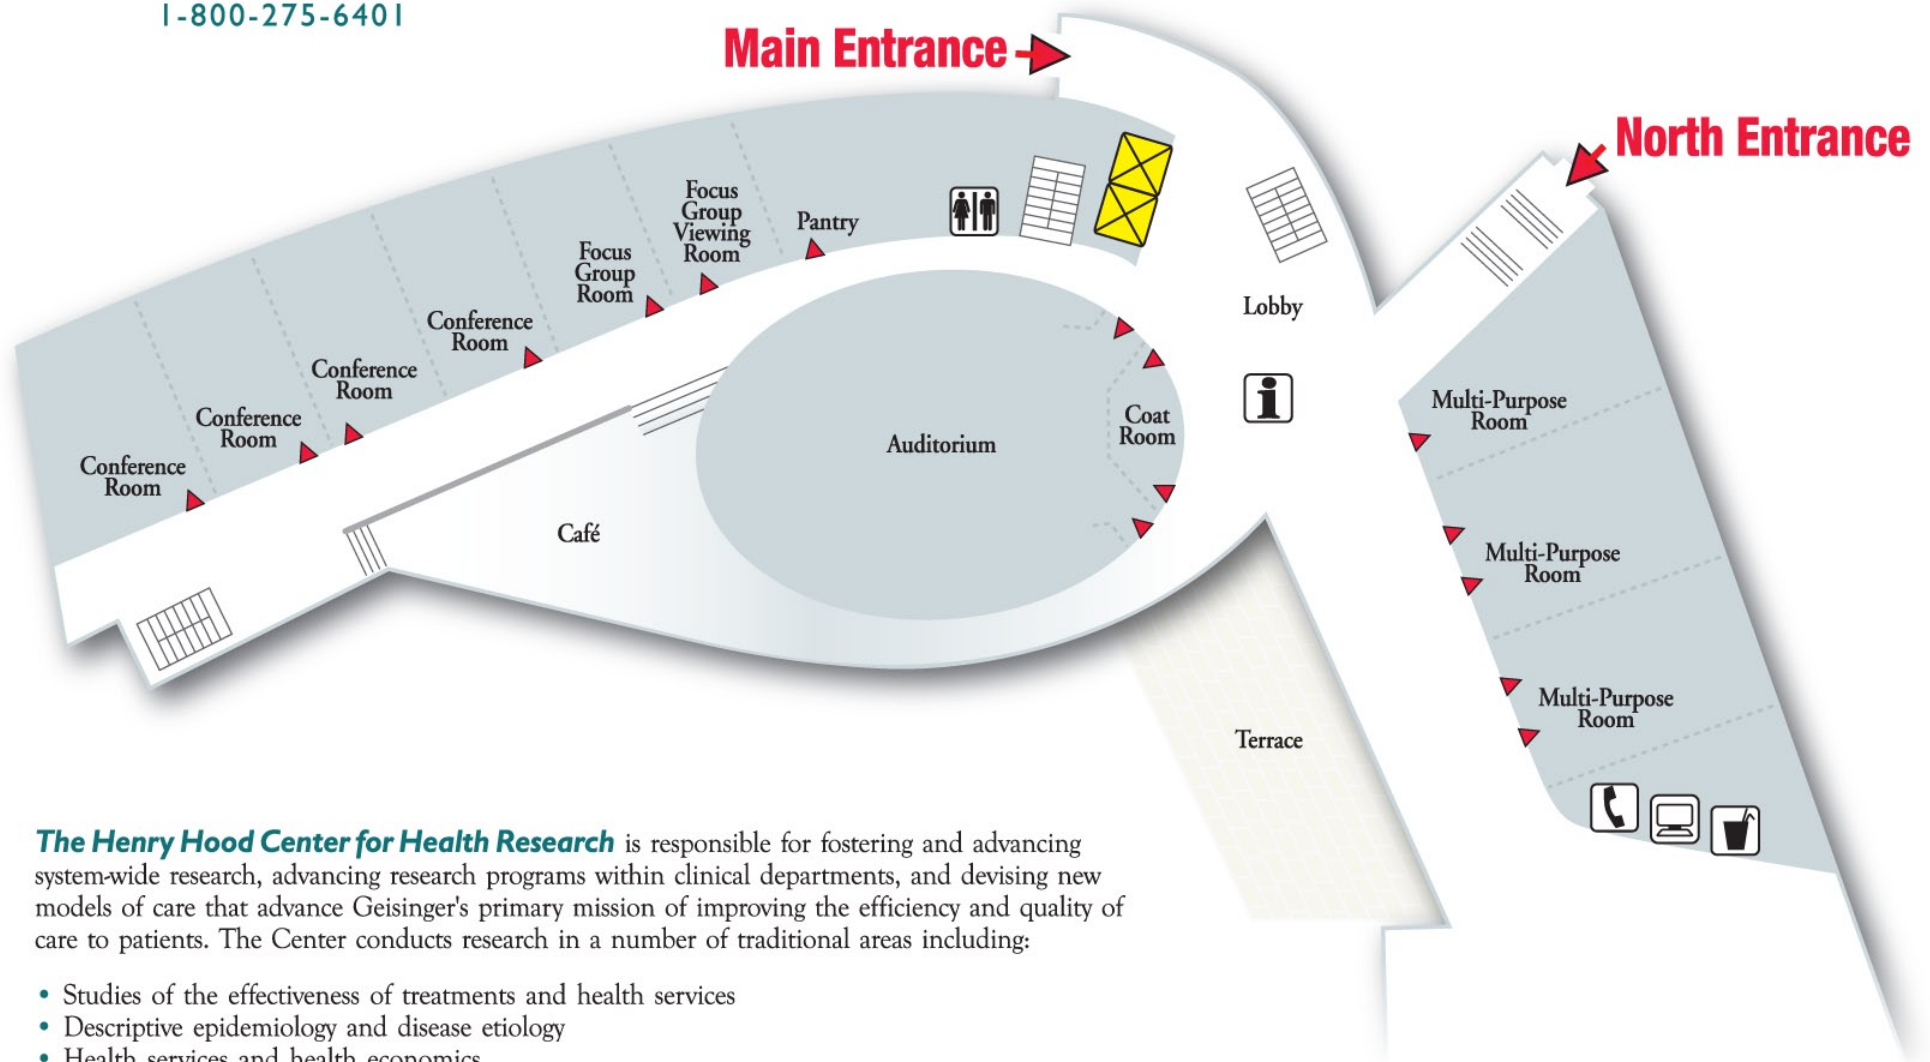 1-800-275-6401
Main Entrance
North Entrance
Focus
Group
Viewing
Room
Pantry
Focus
Group
Room
Conference
Room
Conference
Room
Conference
Room
Conference
Room
Lobby
Coat
Room
Auditorium
Café
Multi-Purpose
Room
Multi-Purpose
Room
Multi-Purpose
Room
Terrace
The Henry Hood Center for Health Research is responsible for fostering and advancing
system-wide research, advancing research programs within clinical departments, and devising new
models of care that advance Geisinger's primary mission of improving the efficiency and quality of
care to patients. The Center conducts research in a number of traditional areas including:
• Studies of the effectiveness of treatments and health services
• Descriptive epidemiology and disease etiology
• Health services and health economics